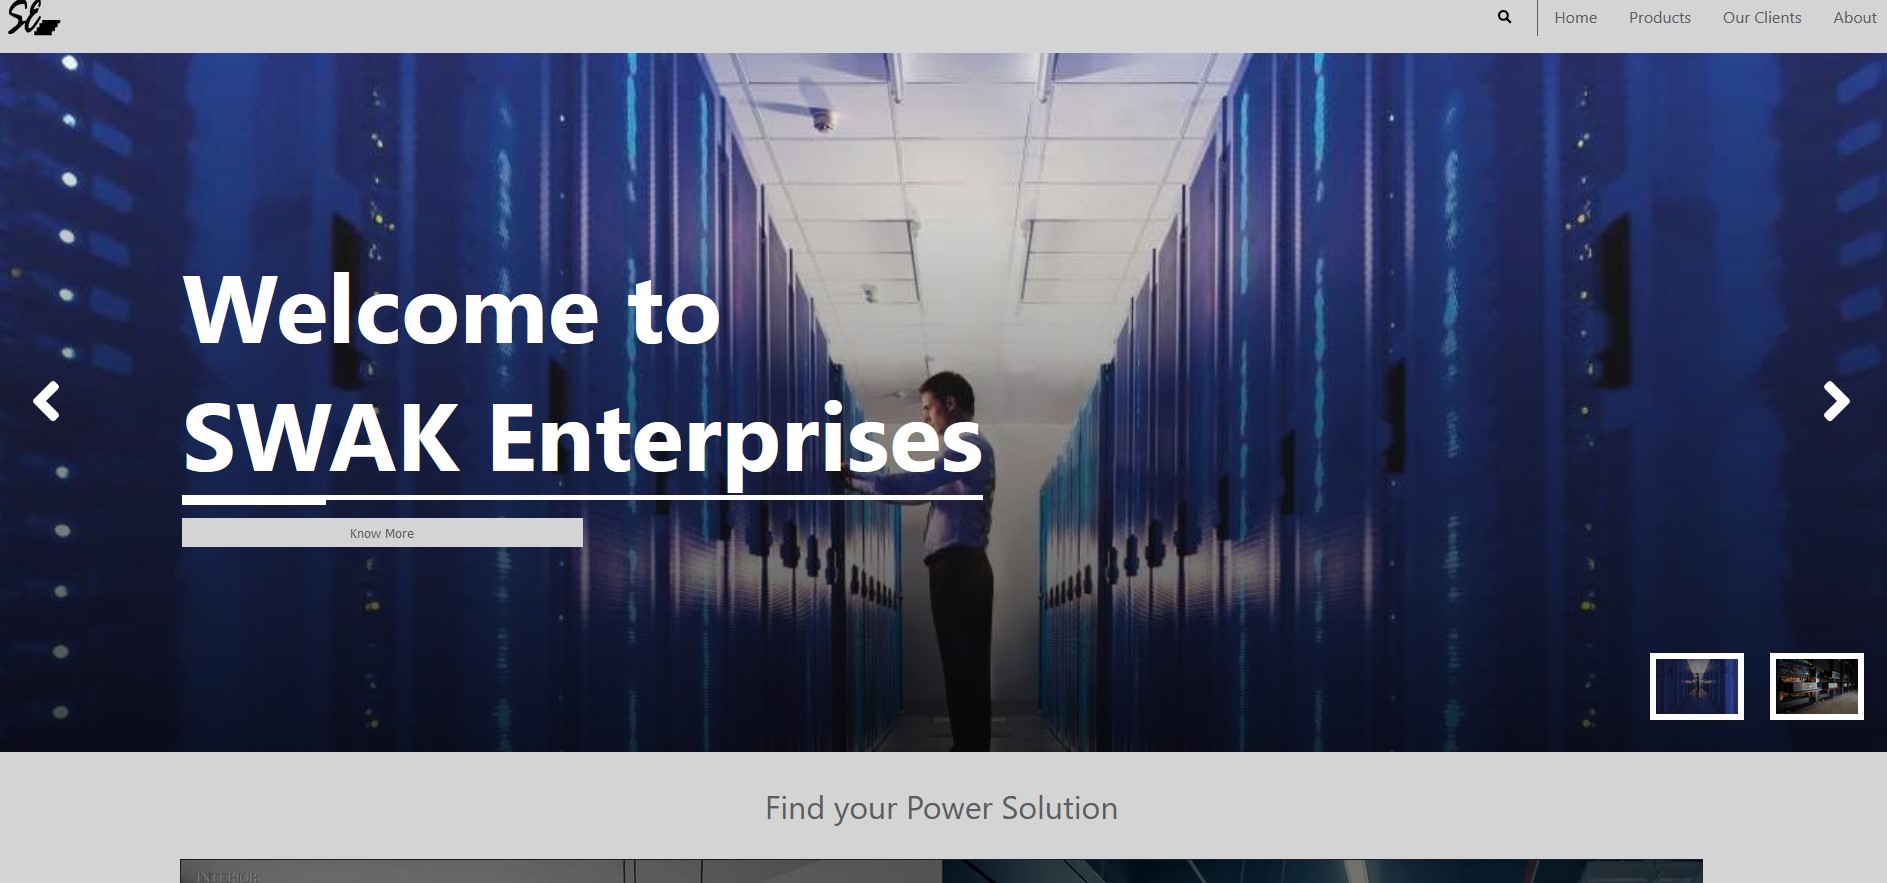 SE
Home
Products
Our Clients
About
Welcome to
SWAK Enterprises
Know More
Find your Power Solution
INTERIOR